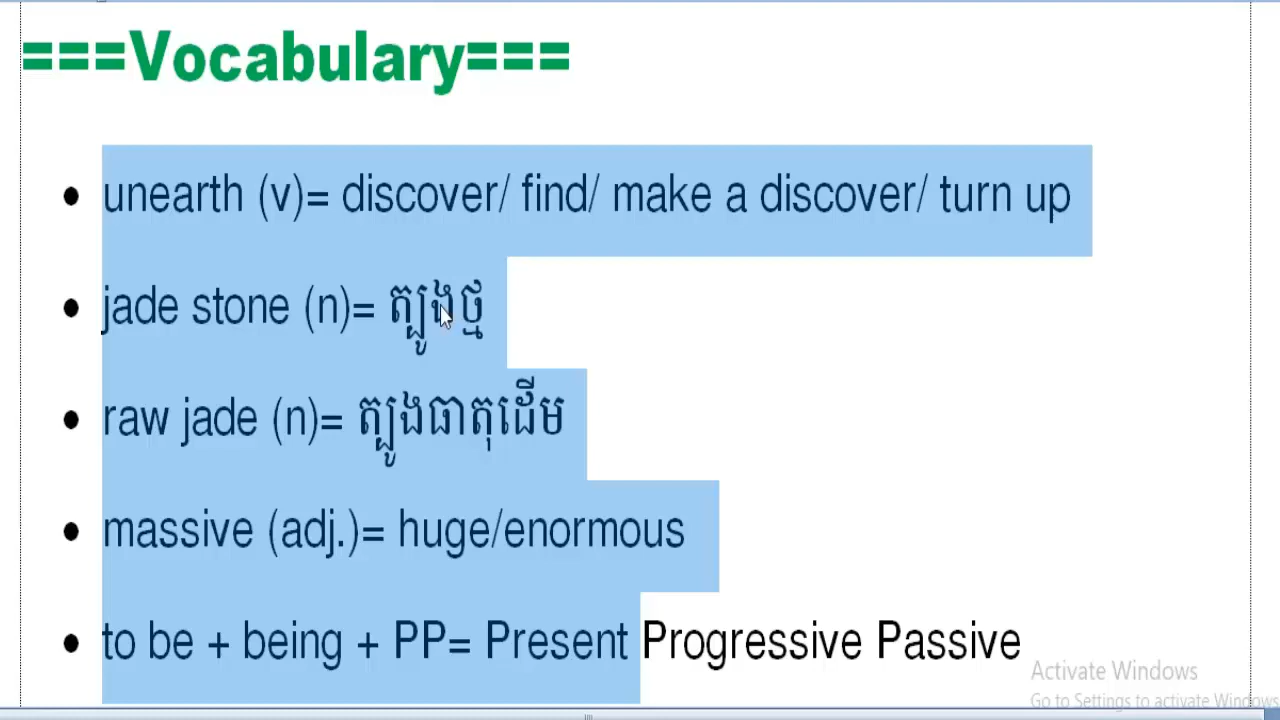 ===Vocabulary===
unearth (v)= discover/ find/ make a discover/ turn up
jade stone (n)= ត្បូងថ្ម
raw jade (n)= ត្បូងធាតុដើម
massive (adj.)= huge/enormous
to be + being + PP= Present Progressive Passive
Activate Windows
Go to Settings to activate Windows